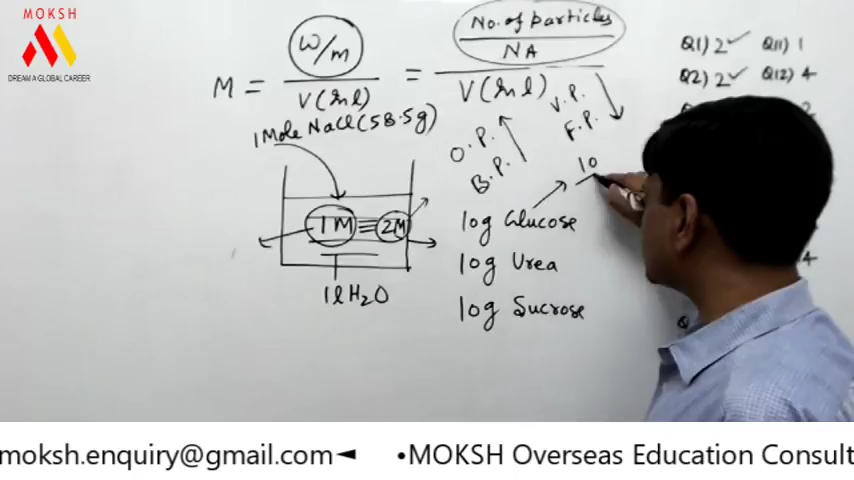 MOKSH
DREAM A GLOBAL CAREER
M = W/m / V(in l) = No. of particles / NA / V(in l)
1 Mole NaCl (58.5g)
O.P.
B.P.
V.P.
F.P.
1M ≡ 2M
1l H2O
10g Glucose
10
10g Urea
10g Sucrose
Q1) 2 ✓ Q11) 1
Q2) 2 ✓ Q12) 4
2
4
moksh.enquiry@gmail.com◄ •MOKSH Overseas Education Consult